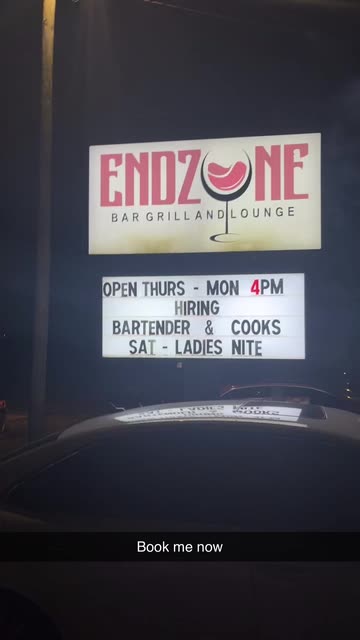 ENDZONE
BAR GRILL AND LOUNGE
OPEN THURS - MON 4PM
HIRING
BARTENDER & COOKS
SAT - LADIES NITE
Book me now